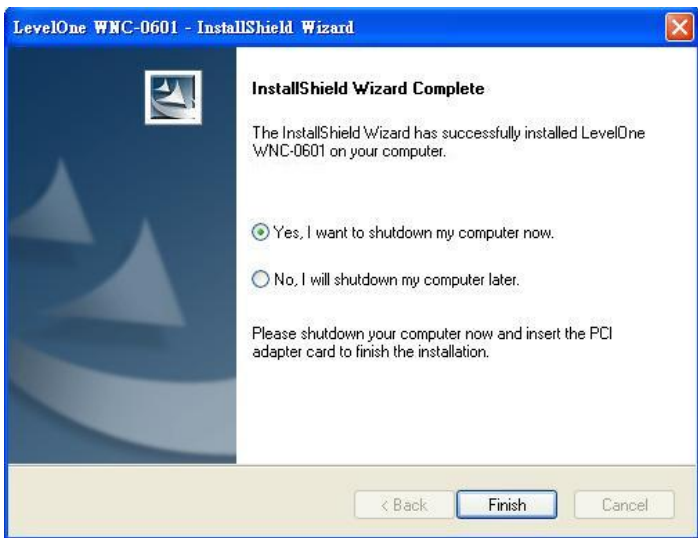 LevelOne WNC-0601 - InstallShield Wizard
InstallShield Wizard Complete
The InstallShield Wizard has successfully installed LevelOne
WNC-0601 on your computer.
Yes, I want to shutdown my computer now.
No, I will shutdown my computer later.
Please shutdown your computer now and insert the PCI
adapter card to finish the installation.
< Back Finish Cancel